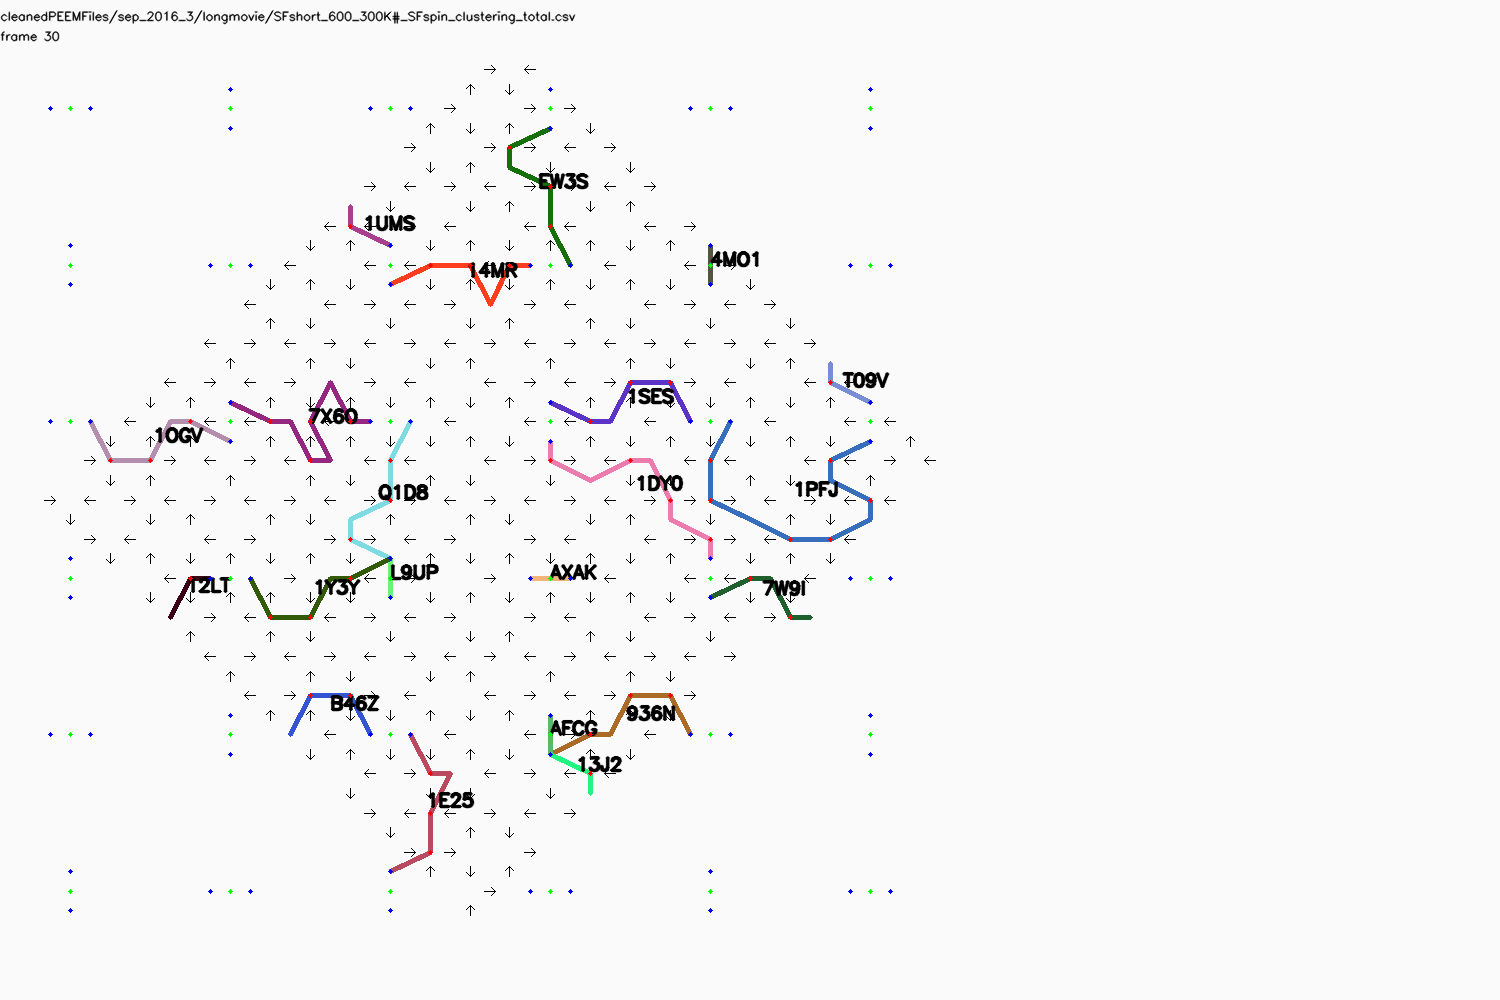 cleanedPEEMFiles/sep_2016_3/longmovie/SFshort_600_300K#_SFspin_clustering_total.csv
frame 30
EW3S
1UMS
4MO1
14MR
T09V
1SES
7X6O
1OGV
1DY0
1PFJ
Q1D8
L9UP
AXAK
T2LT
1Y3Y
7W9I
B46Z
936N
AFCG
13J2
1E25